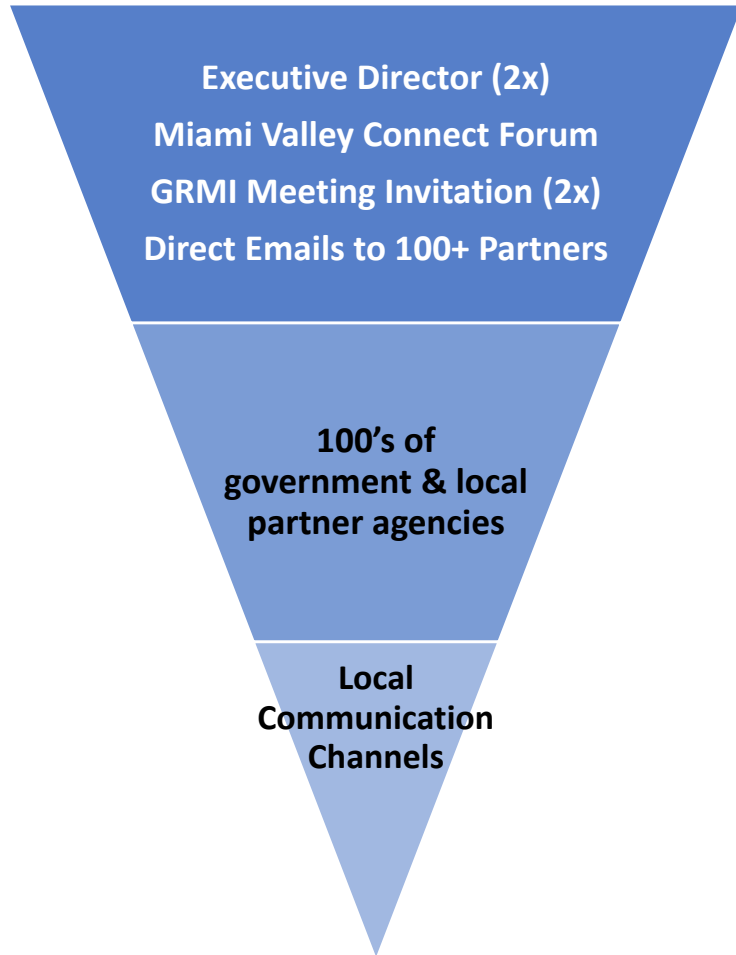 Executive Director (2x)
Miami Valley Connect Forum
GRMI Meeting Invitation (2x)
Direct Emails to 100+ Partners
100’s of
government & local
partner agencies
Local
Communication
Channels